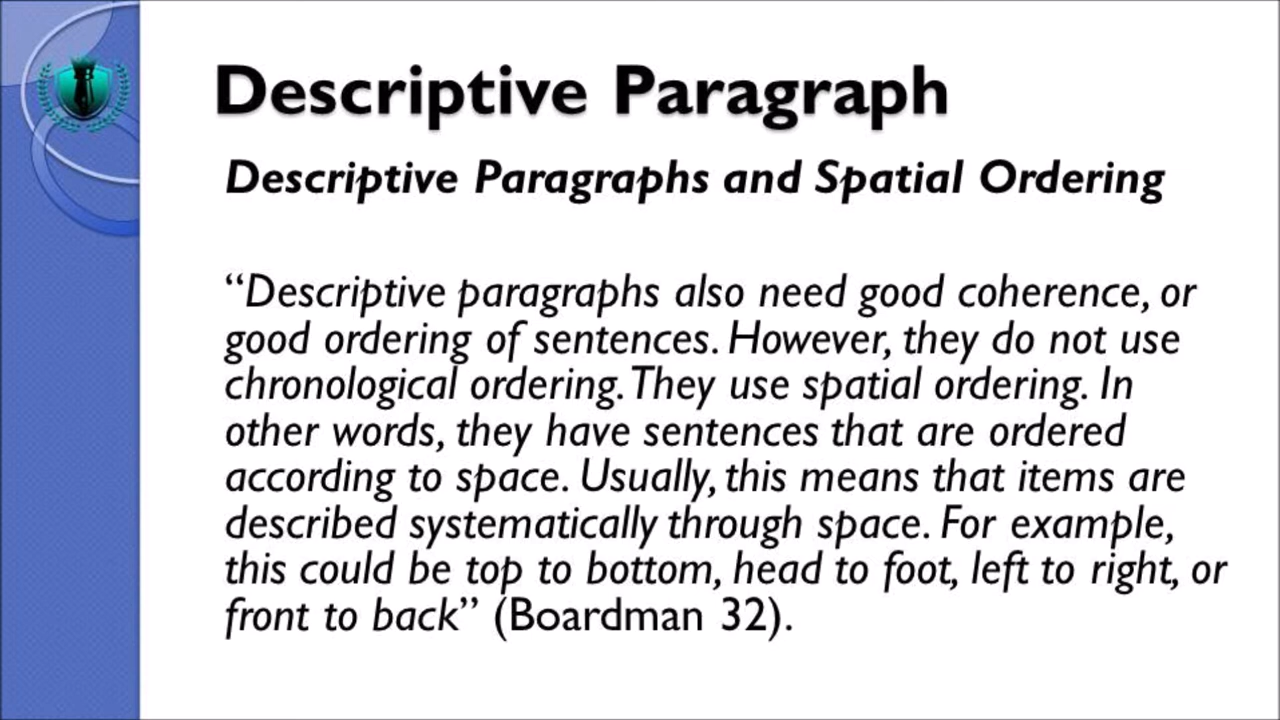 Descriptive Paragraph
Descriptive Paragraphs and Spatial Ordering
“Descriptive paragraphs also need good coherence, or
good ordering of sentences. However, they do not use
chronological ordering. They use spatial ordering. In
other words, they have sentences that are ordered
according to space. Usually, this means that items are
described systematically through space. For example,
this could be top to bottom, head to foot, left to right, or
front to back” (Boardman 32).